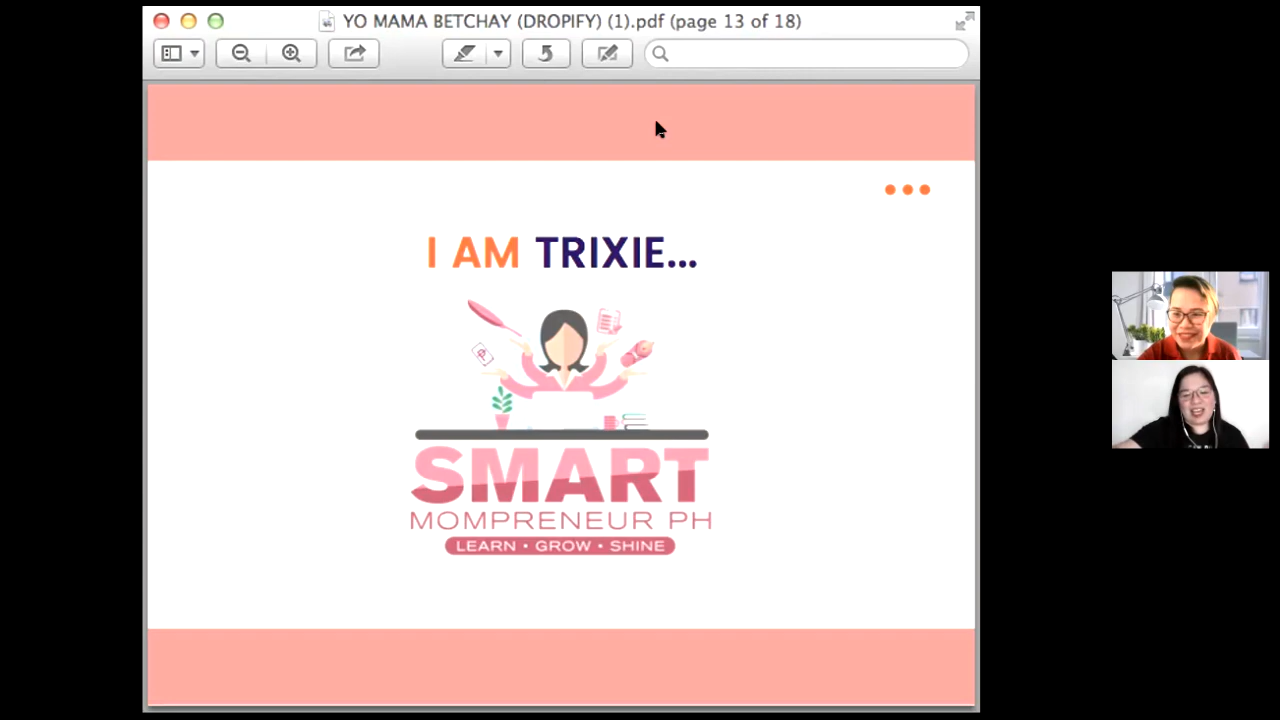 YO MAMA BETCHAY (DROPIFY) (1).pdf (page 13 of 18)
I AM TRIXIE...
SMART
MOMPRENEUR PH
LEARN • GROW • SHINE